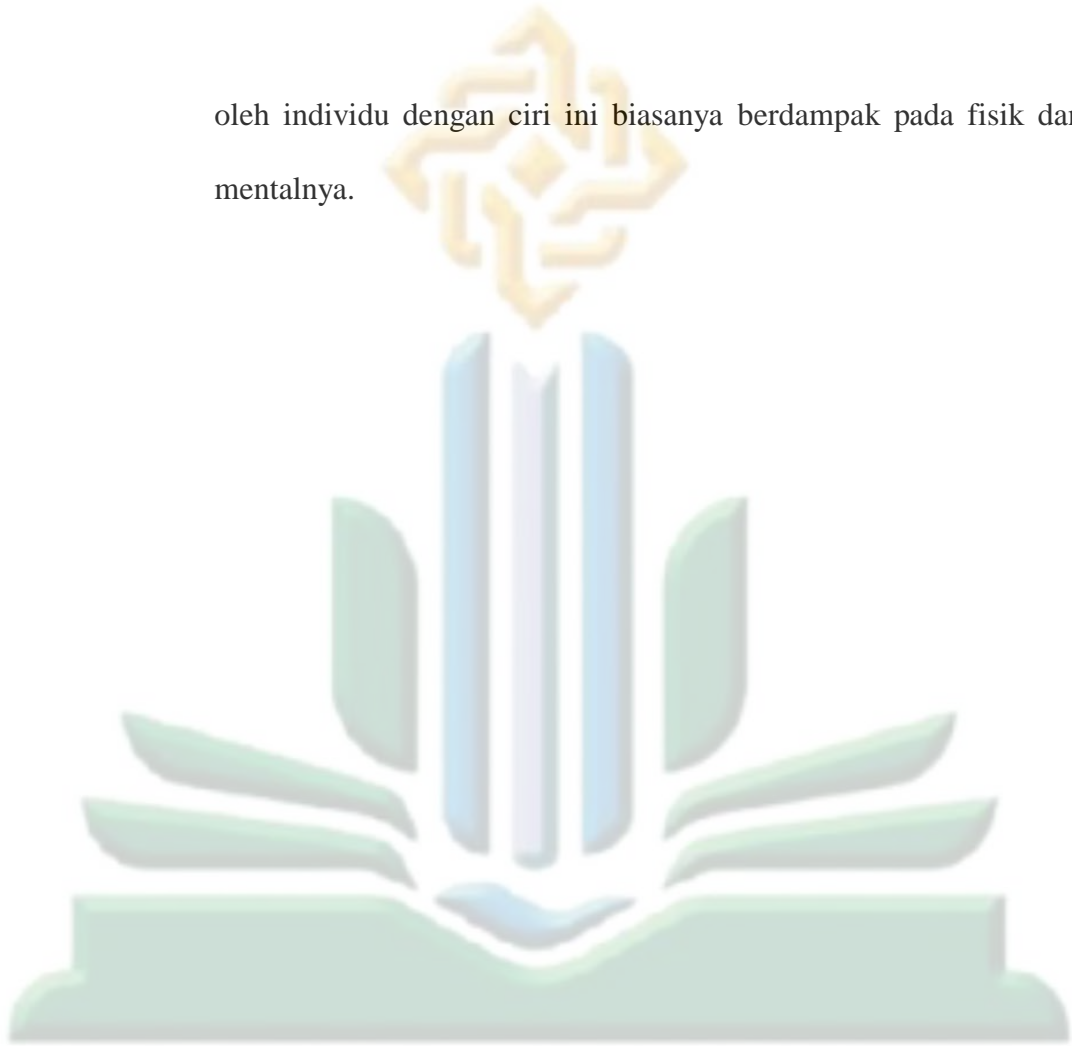 oleh individu dengan ciri ini biasanya berdampak pada fisik dan
mentalnya.